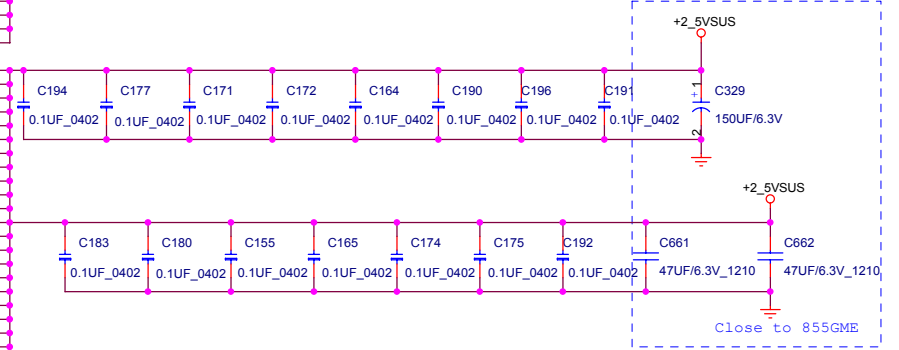 +2_5VSUS
C194 C177 C171 C172 C164 C190 C196 C191 + 1 C329
0.1UF_0402 0.1UF_0402 0.1UF_0402 0.1UF_0402 0.1UF_0402 0.1UF_0402 0.1UF_0402 0.1UF_0402 2 150UF/6.3V
+2_5VSUS
C183 C180 C155 C165 C174 C175 C192 C661 C662
0.1UF_0402 0.1UF_0402 0.1UF_0402 0.1UF_0402 0.1UF_0402 0.1UF_0402 0.1UF_0402 47UF/6.3V_1210 47UF/6.3V_1210
Close to 855GME